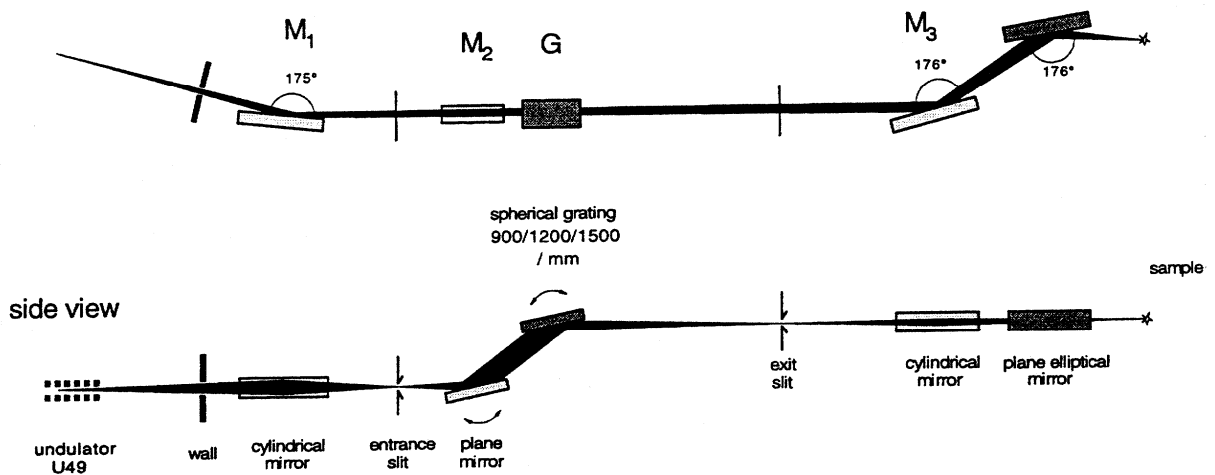 M1 M2 G M3
175° 176° 176°
spherical grating
900/1200/1500
/ mm
side view
sample
undulator
U49
wall
cylindrical
mirror
entrance
slit
plane
mirror
exit
slit
cylindrical
mirror
plane elliptical
mirror